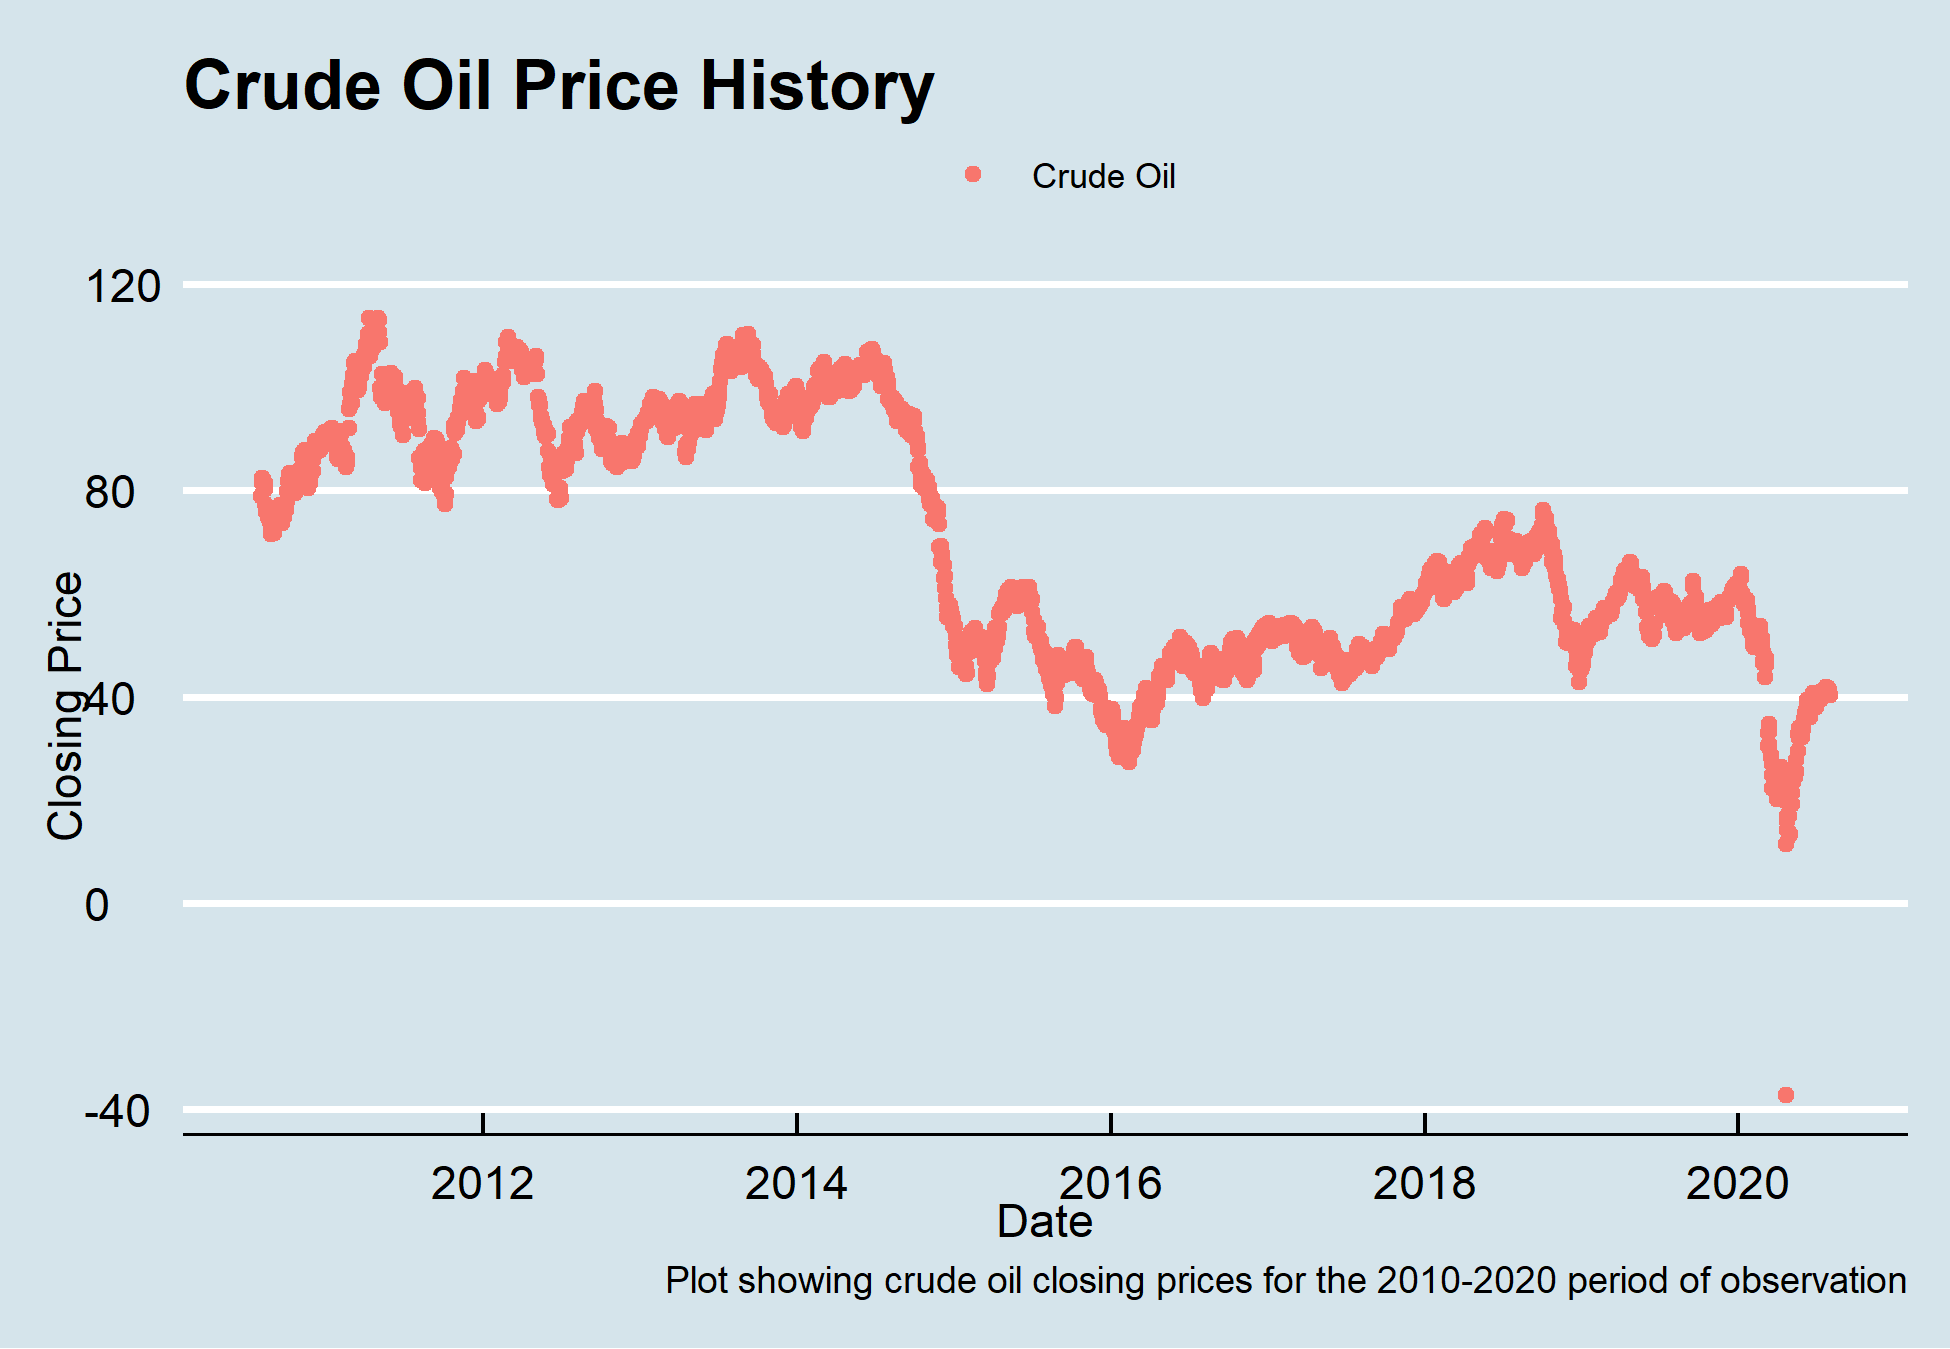 Crude Oil Price History
Crude Oil
120
80
40
0
-40
Closing Price
2012 2014 2016 2018 2020
Date
Plot showing crude oil closing prices for the 2010-2020 period of observation